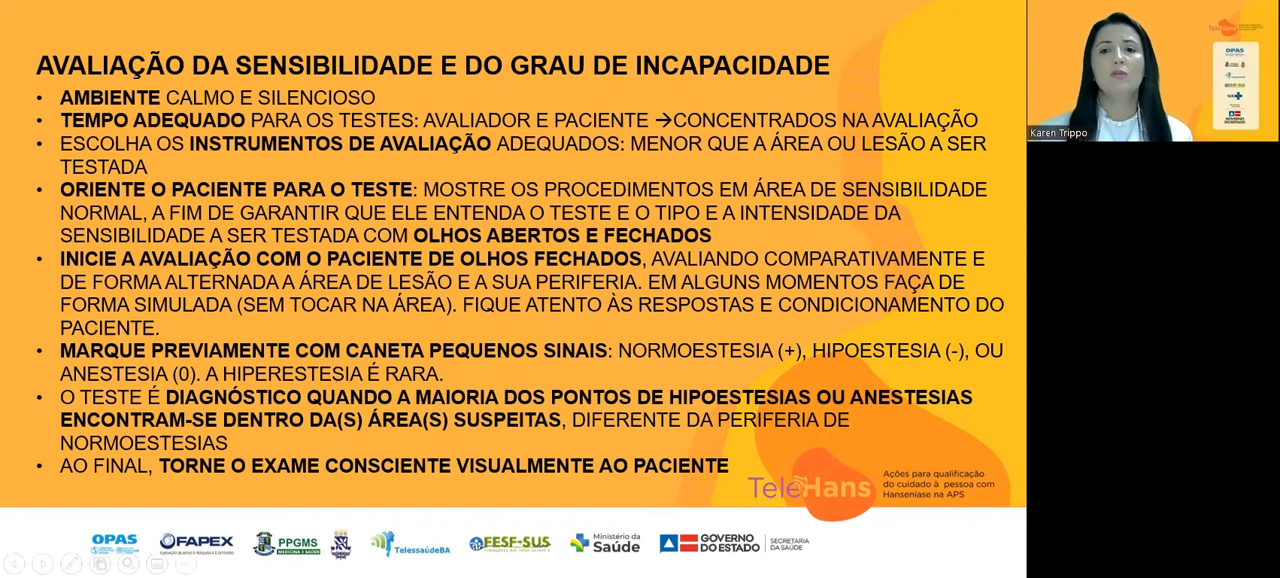 AVALIAÇÃO DA SENSIBILIDADE E DO GRAU DE INCAPACIDADE
• AMBIENTE CALMO E SILENCIOSO
• TEMPO ADEQUADO PARA OS TESTES: AVALIADOR E PACIENTE →CONCENTRADOS NA AVALIAÇÃO
• ESCOLHA OS INSTRUMENTOS DE AVALIAÇÃO ADEQUADOS: MENOR QUE A ÁREA OU LESÃO A SER
TESTADA
• ORIENTE O PACIENTE PARA O TESTE: MOSTRE OS PROCEDIMENTOS EM ÁREA DE SENSIBILIDADE
NORMAL, A FIM DE GARANTIR QUE ELE ENTENDA O TESTE E O TIPO E A INTENSIDADE DA
SENSIBILIDADE A SER TESTADA COM OLHOS ABERTOS E FECHADOS
• INICIE A AVALIAÇÃO COM O PACIENTE DE OLHOS FECHADOS, AVALIANDO COMPARATIVAMENTE E
DE FORMA ALTERNADA A ÁREA DE LESÃO E A SUA PERIFERIA. EM ALGUNS MOMENTOS FAÇA DE
FORMA SIMULADA (SEM TOCAR NA ÁREA). FIQUE ATENTO ÀS RESPOSTAS E CONDICIONAMENTO DO
PACIENTE.
• MARQUE PREVIAMENTE COM CANETA PEQUENOS SINAIS: NORMOESTESIA (+), HIPOESTESIA (-), OU
ANESTESIA (0). A HIPERESTESIA É RARA.
• O TESTE É DIAGNÓSTICO QUANDO A MAIORIA DOS PONTOS DE HIPOESTESIAS OU ANESTESIAS
ENCONTRAM-SE DENTRO DA(S) ÁREA(S) SUSPEITAS, DIFERENTE DA PERIFERIA DE
NORMOESTESIAS
• AO FINAL, TORNE O EXAME CONSCIENTE VISUALMENTE AO PACIENTE
TeleHans
Ações para qualificação
do cuidado à pessoa com
Hanseníase na APS
OPAS
FAPEX
PPGMS
MEDICINA E SAÚDE
TelessaúdeBA
FESF-SUS
Ministério da
Saúde
GOVERNO
DO ESTADO
SECRETARIA
DA SAÚDE
Karen Trippo
TeleHans
OPAS
GOVERNO
DO ESTADO